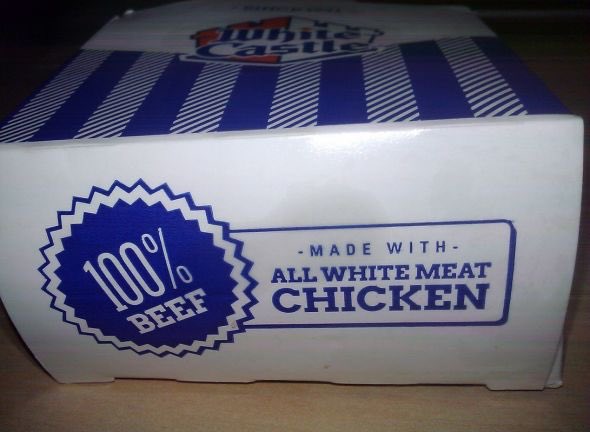 White
Castle
100%
BEEF
-MADE WITH-
ALL WHITE MEAT
CHICKEN